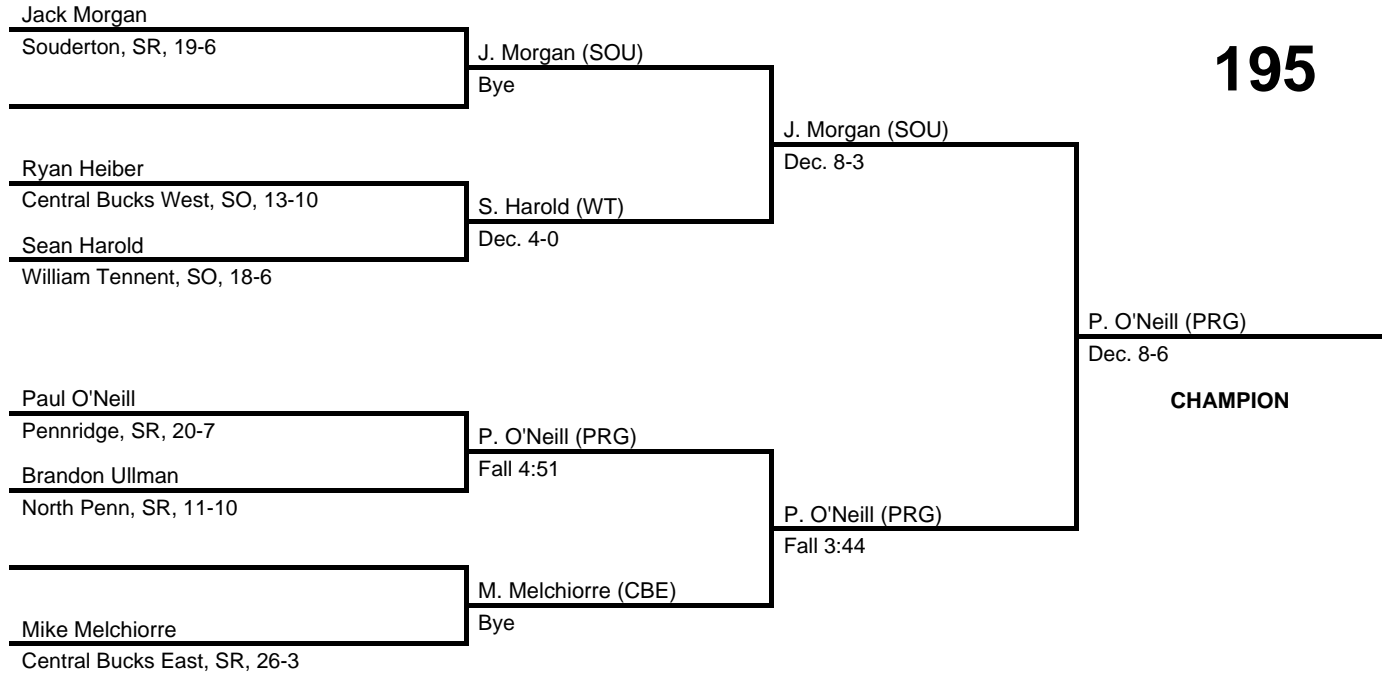 Jack Morgan
Souderton, SR, 19-6
J. Morgan (SOU)
Bye
195
J. Morgan (SOU)
Dec. 8-3
Ryan Heiber
Central Bucks West, SO, 13-10
S. Harold (WT)
Dec. 4-0
Sean Harold
William Tennent, SO, 18-6
P. O'Neill (PRG)
Dec. 8-6
CHAMPION
Paul O'Neill
Pennridge, SR, 20-7
P. O'Neill (PRG)
Fall 4:51
Brandon Ullman
North Penn, SR, 11-10
P. O'Neill (PRG)
Fall 3:44
M. Melchiorre (CBE)
Bye
Mike Melchiorre
Central Bucks East, SR, 26-3